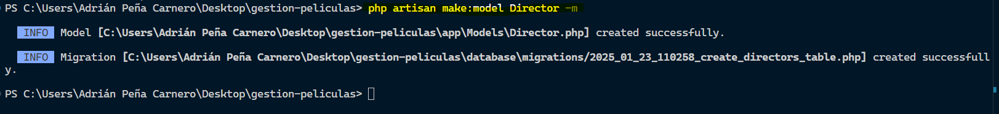 PS C:\Users\Adrián Peña Carnero\Desktop\gestion-peliculas> php artisan make:model Director -m
INFO Model [C:\Users\Adrián Peña Carnero\Desktop\gestion-peliculas\app\Models\Director.php] created successfully.
INFO Migration [C:\Users\Adrián Peña Carnero\Desktop\gestion-peliculas\database\migrations/2025_01_23_110258_create_directors_table.php] created successfull
y.
PS C:\Users\Adrián Peña Carnero\Desktop\gestion-peliculas>